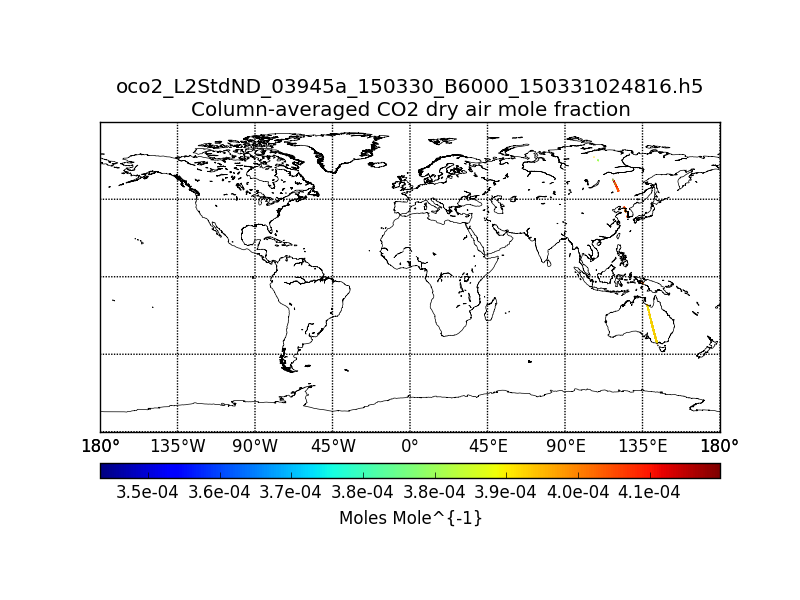 oco2_L2StdND_03945a_150330_B6000_150331024816.h5
Column-averaged CO2 dry air mole fraction
180° 135°W 90°W 45°W 0° 45°E 90°E 135°E 180°
3.5e-04 3.6e-04 3.7e-04 3.8e-04 3.8e-04 3.9e-04 4.0e-04 4.1e-04
Moles Mole^{-1}